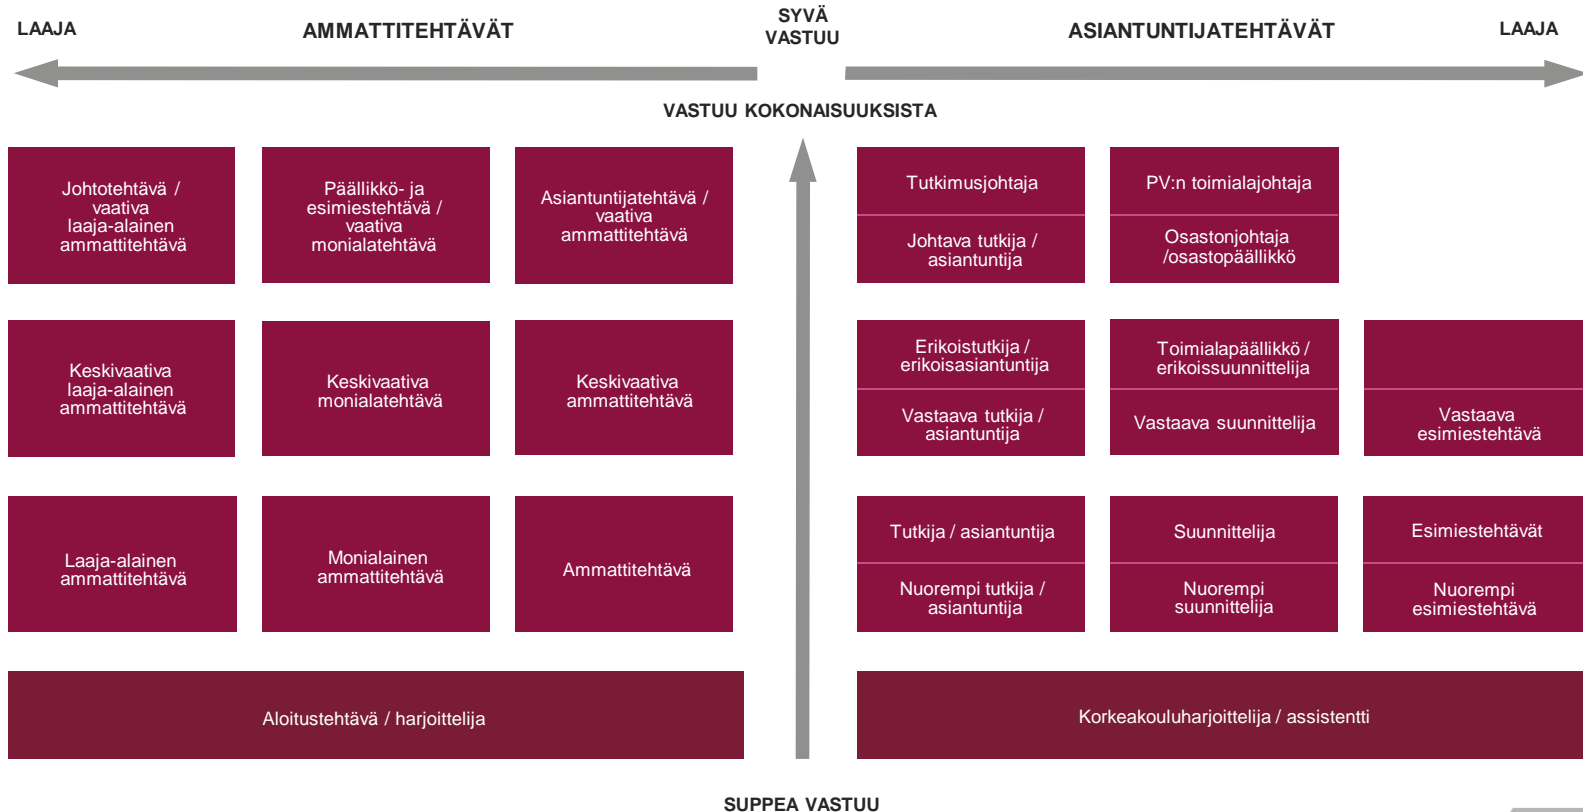 LAAJA
AMMATTITEHTÄVÄT
SYVÄ
VASTUU
ASIANTUNTIJATEHTÄVÄT
LAAJA
VASTUU KOKONAISUUKSISTA
Johtotehtävä /
vaativa
laaja-alainen
ammattitehtävä
Päällikkö- ja
esimiestehtävä /
vaativa
monialatehtävä
Asiantuntijatehtävä /
vaativa
ammattitehtävä
Tutkimusjohtaja
Johtava tutkija /
asiantuntija
PV:n toimialajohtaja
Osastonjohtaja
/osastopäällikkö
Keskivaativa
laaja-alainen
ammattitehtävä
Keskivaativa
monialatehtävä
Keskivaativa
ammattitehtävä
Erikoistutkija /
erikoisasiantuntija
Vastaava tutkija /
asiantuntija
Toimialapäällikkö /
erikoissuunnittelija
Vastaava suunnittelija
Vastaava
esimiestehtävä
Laaja-alainen
ammattitehtävä
Monialainen
ammattitehtävä
Ammattitehtävä
Tutkija / asiantuntija
Nuorempi tutkija /
asiantuntija
Suunnittelija
Nuorempi
suunnittelija
Esimiestehtävät
Nuorempi
esimiestehtävä
Aloitustehtävä / harjoittelija
Korkeakouluharjoittelija / assistentti
SUPPEA VASTUU